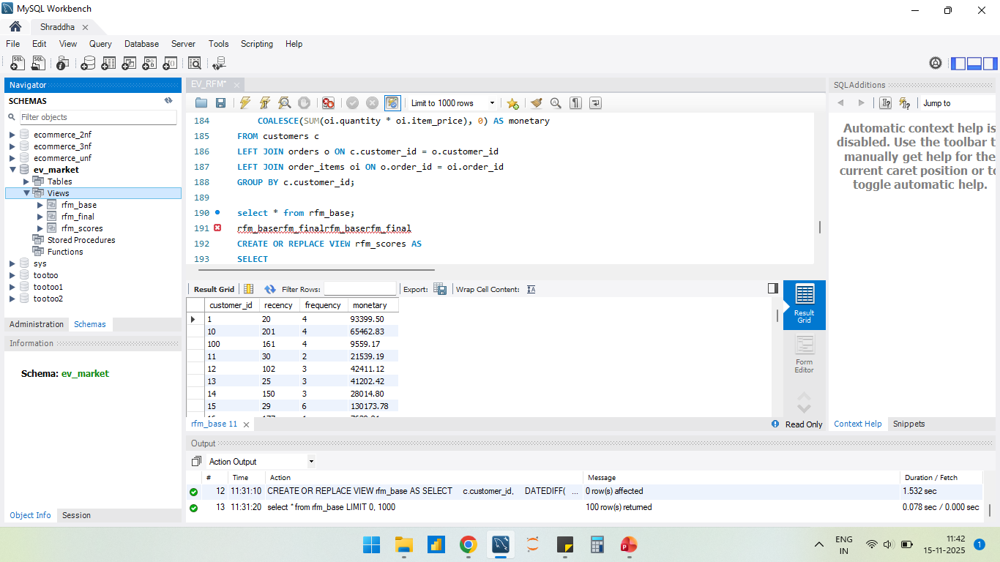 MySQL Workbench
Shraddha
File Edit View Query Database Server Tools Scripting Help
Navigator
SCHEMAS
Filter objects
ecommerce_2nf
ecommerce_3nf
ecommerce_unf
ev_market
Tables
Views
rfm_base
rfm_final
rfm_scores
Stored Procedures
Functions
sys
tootoo
tootoo1
tootoo2
Administration Schemas
Information
Schema: ev_market
Object Info Session
EV_RFM*
Limit to 1000 rows
184 COALESCE(SUM(oi.quantity * oi.item_price), 0) AS monetary
185 FROM customers c
186 LEFT JOIN orders o ON c.customer_id = o.customer_id
187 LEFT JOIN order_items oi ON o.order_id = oi.order_id
188 GROUP BY c.customer_id;
189
190 select * from rfm_base;
191 rfm_baserfm_finalrfm_baserfm_final
192 CREATE OR REPLACE VIEW rfm_scores AS
193 SELECT
Result Grid Filter Rows: Export: Wrap Cell Content:
customer_id recency frequency monetary
1 20 4 93399.50
10 201 4 65462.83
100 161 4 9559.17
11 30 2 21539.19
12 102 3 42411.12
13 25 3 41202.42
14 150 3 28014.80
15 29 6 130173.78
Result
Grid
Form
Editor
rfm_base 11
Read Only
SQLAdditions
Jump to
Automatic context help is
disabled. Use the toolbar t
manually get help for the
current caret position or to
toggle automatic help.
Context Help Snippets
Output
Action Output
# Time Action Message Duration / Fetch
12 11:31:10 CREATE OR REPLACE VIEW rfm_base AS SELECT c.customer_id, DATEDIFF( ... 0 row(s) affected 1.532 sec
13 11:31:20 select * from rfm_base LIMIT 0, 1000 100 row(s) returned 0.078 sec / 0.000 sec
ENG
IN
11:42
15-11-2025
1